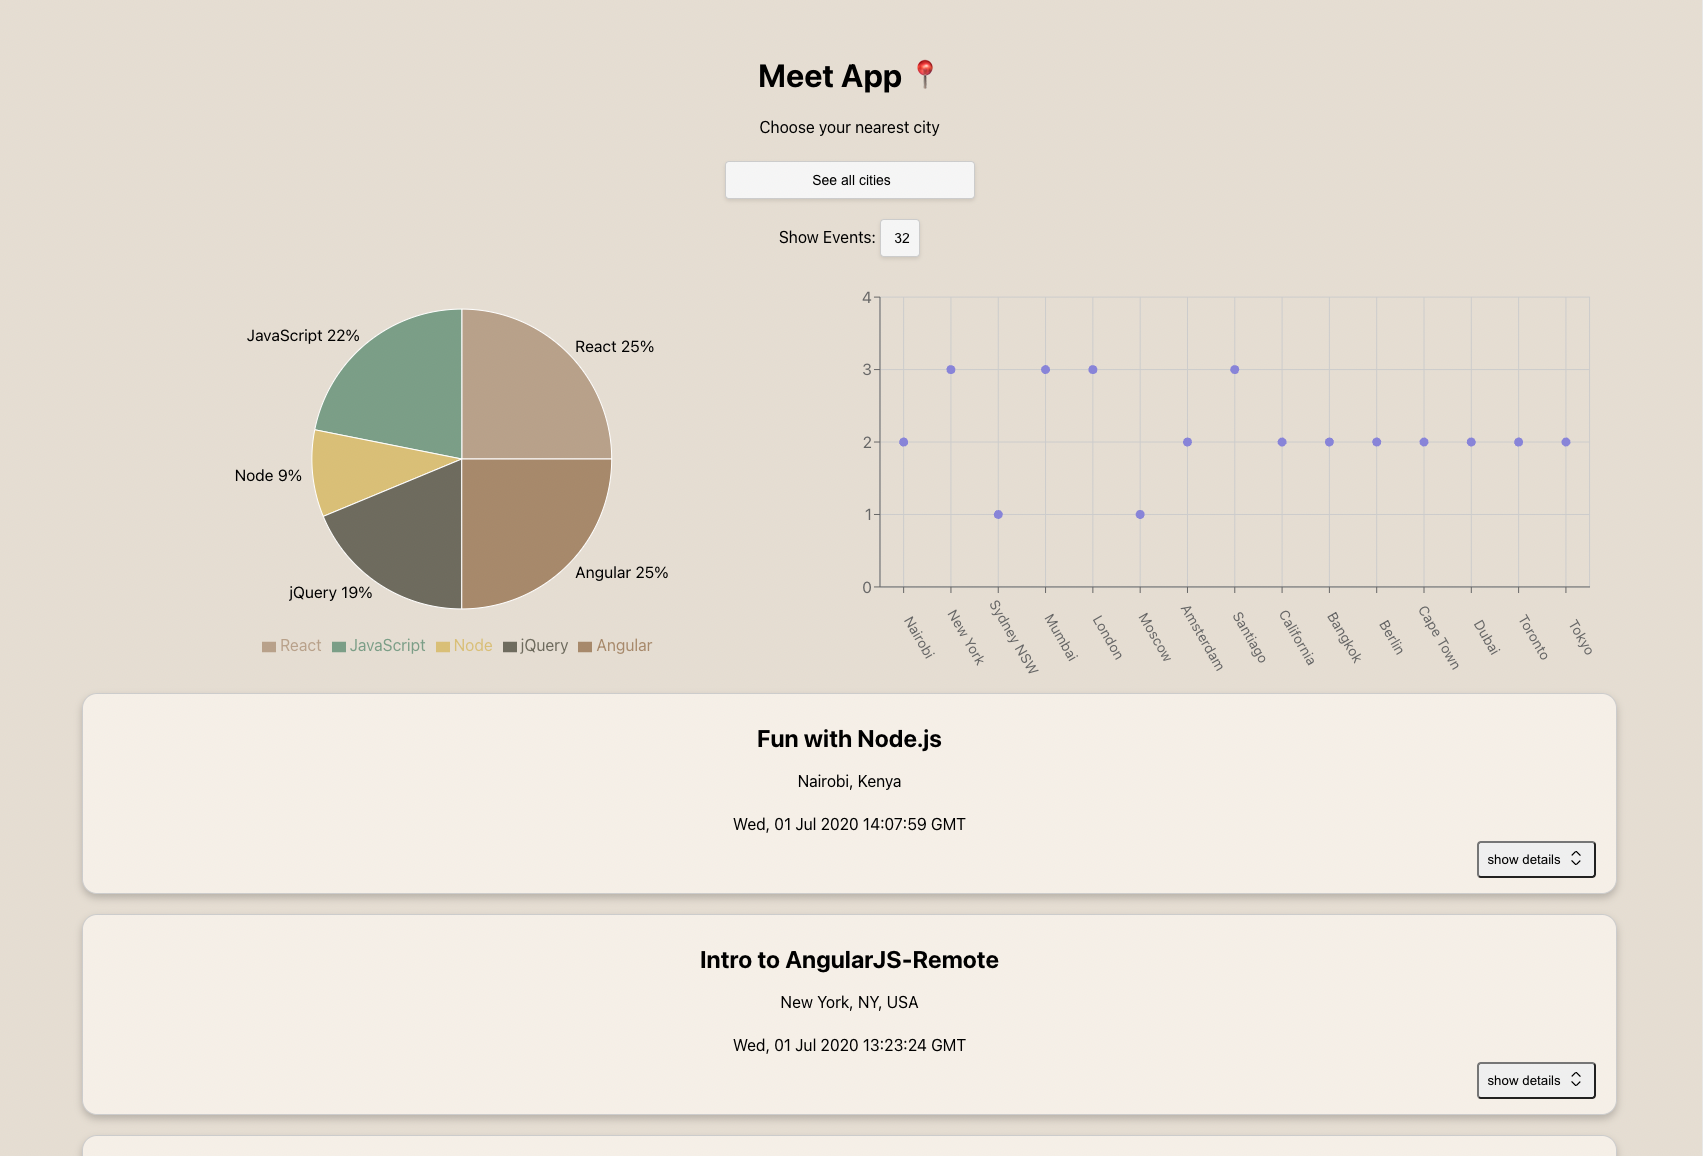 Meet App
Choose your nearest city
See all cities
Show Events: 32
JavaScript 22%
React 25%
Node 9%
jQuery 19%
Angular 25%
React JavaScript Node jQuery Angular
4
3
2
1
0
Nairobi
New York
Sydney NSW
Mumbai
London
Moscow
Amsterdam
Santiago
California
Bangkok
Berlin
Cape Town
Dubai
Toronto
Tokyo
Fun with Node.js
Nairobi, Kenya
Wed, 01 Jul 2020 14:07:59 GMT
show details
Intro to AngularJS-Remote
New York, NY, USA
Wed, 01 Jul 2020 13:23:24 GMT
show details